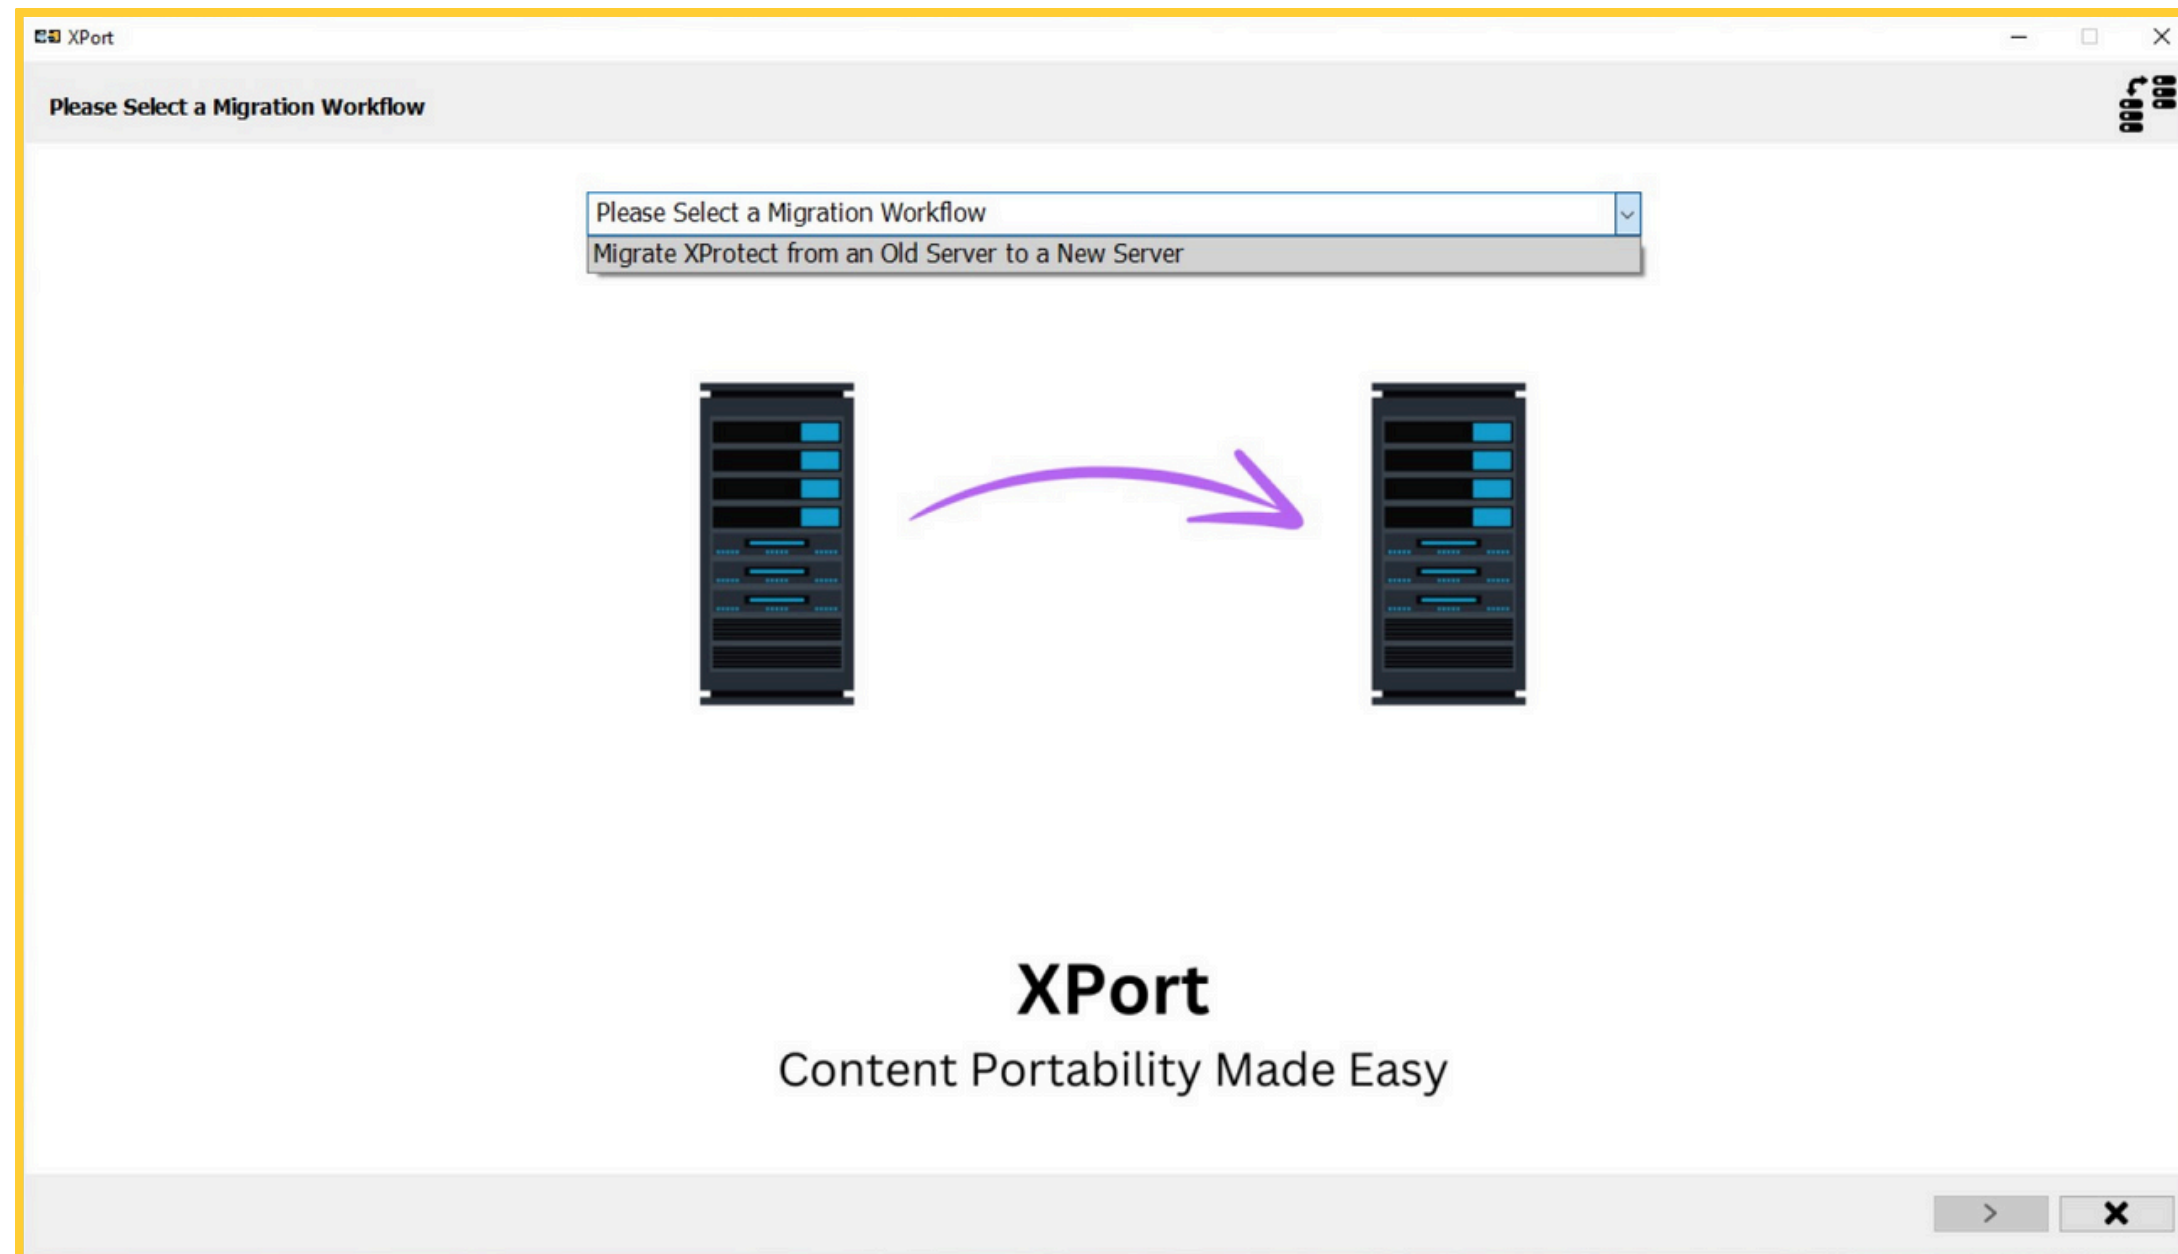 XPort
Please Select a Migration Workflow
Please Select a Migration Workflow
Migrate XProtect from an Old Server to a New Server
XPort
Content Portability Made Easy